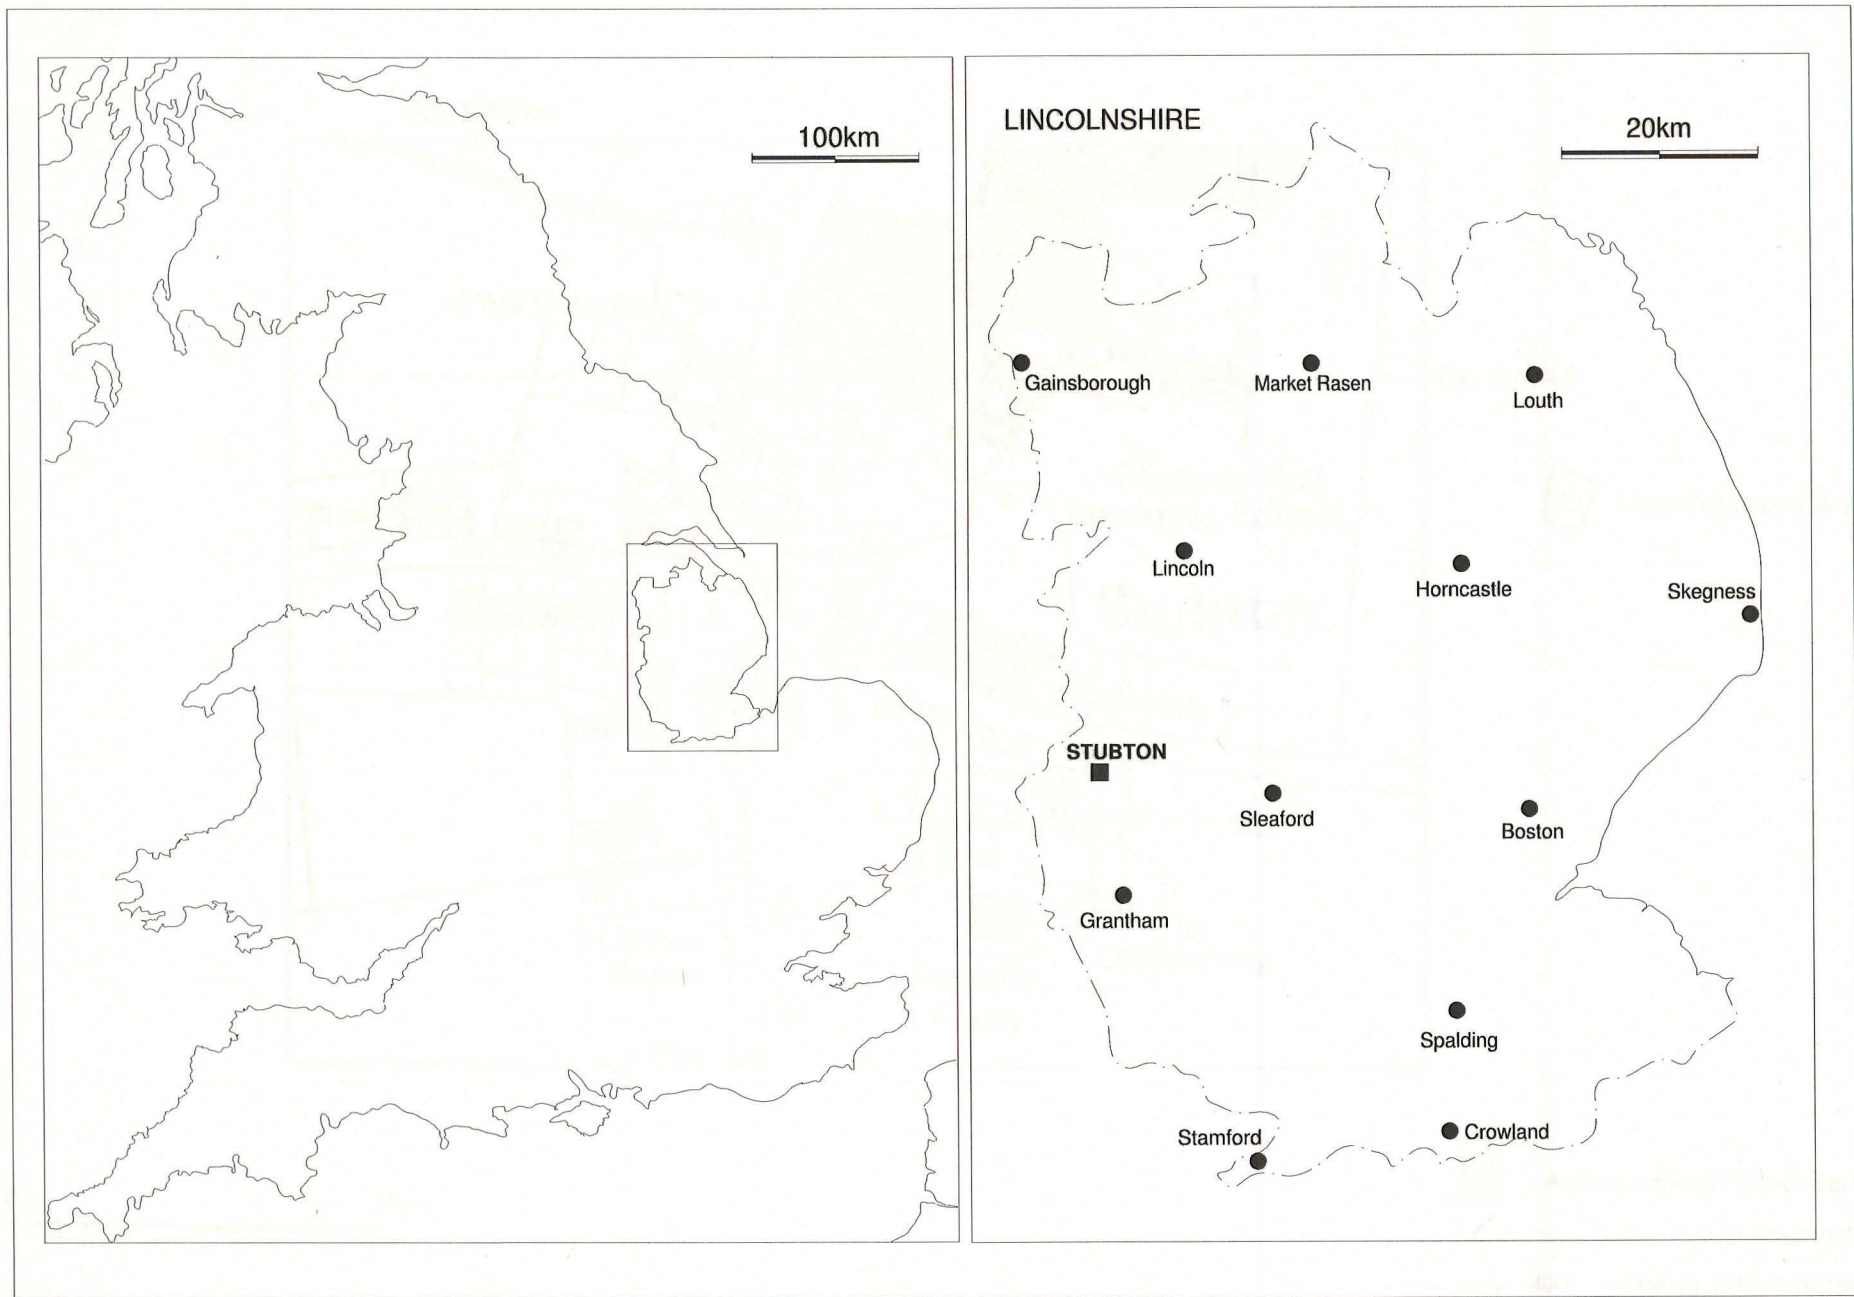 100km
LINCOLNSHIRE
20km
Gainsborough
Market Rasen
Louth
Lincoln
Horncastle
Skegness
STUBTON
Sleaford
Boston
Grantham
Spalding
Stamford
Crowland